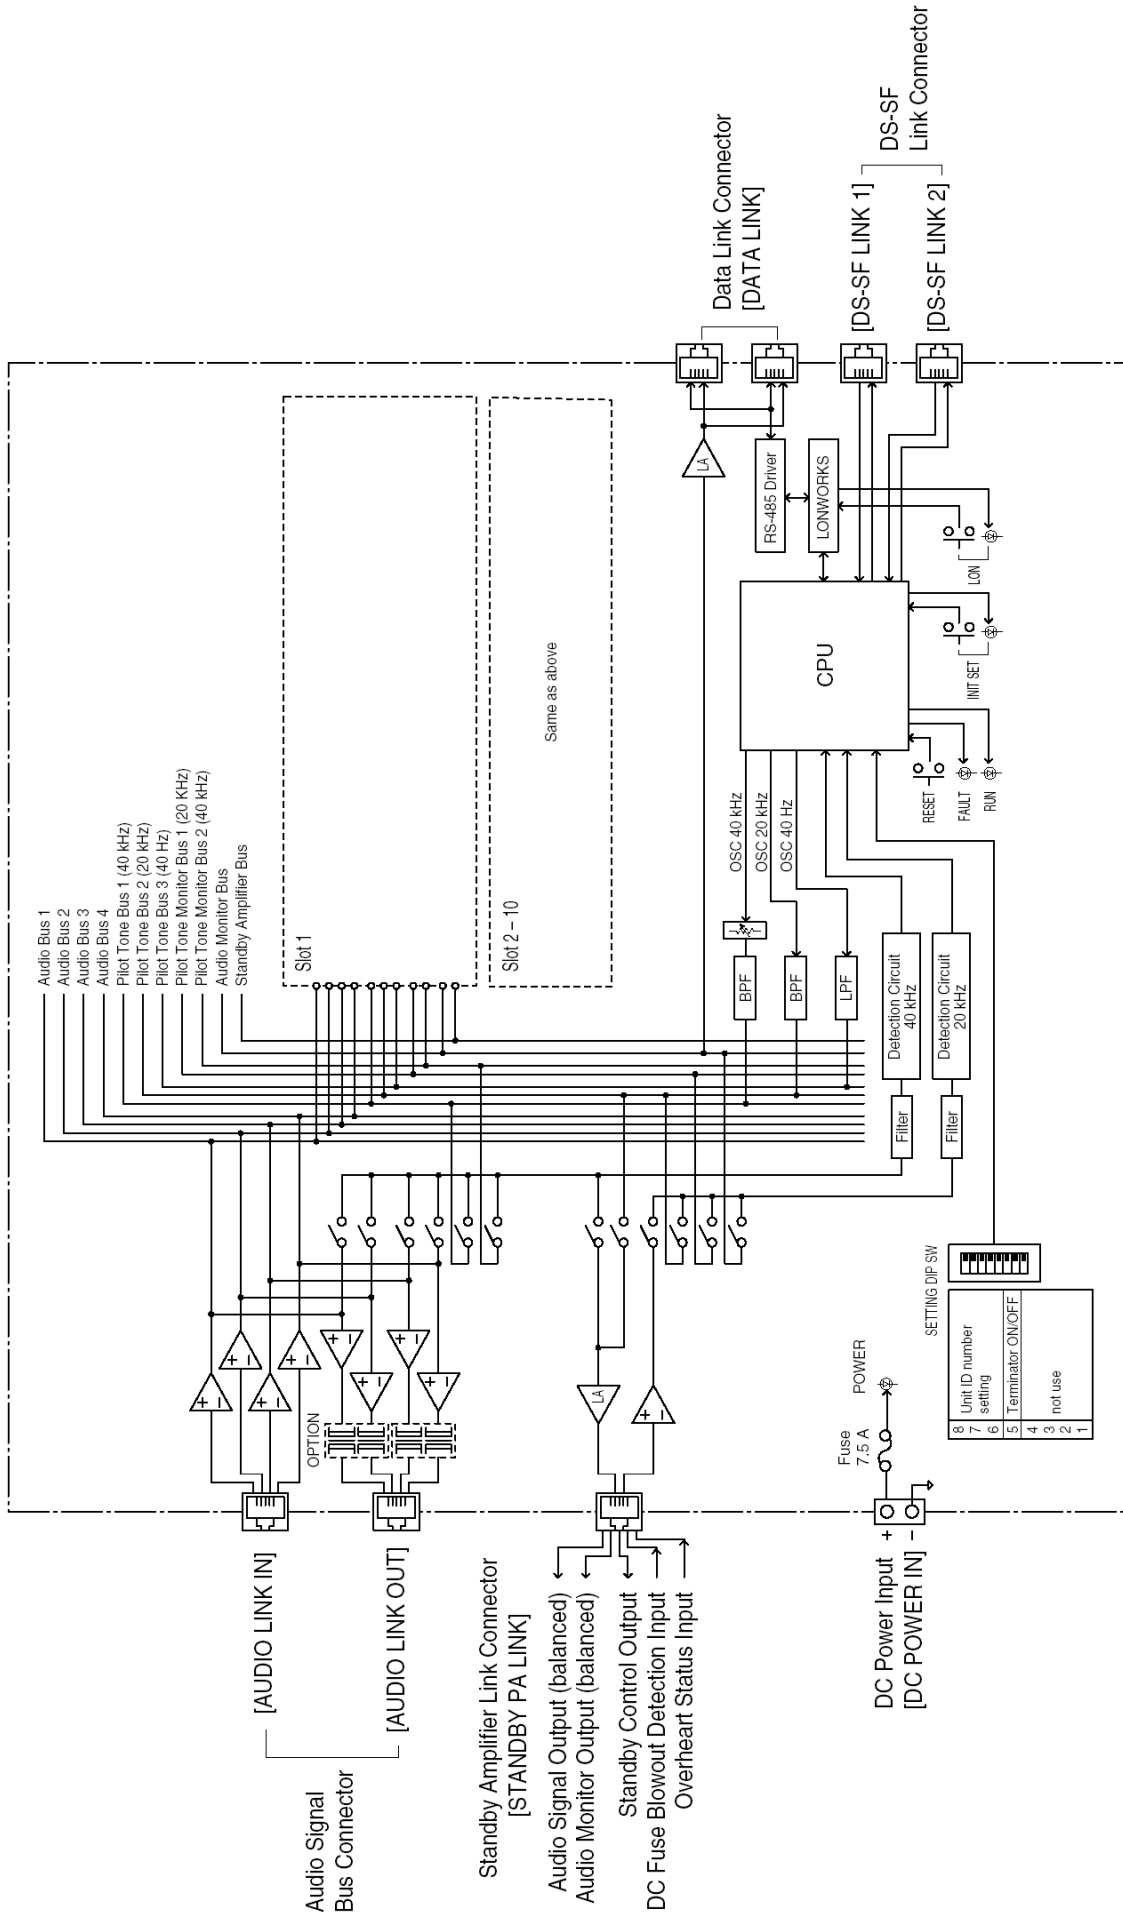 Audio Signal
Bus Connector
[AUDIO LINK IN]
[AUDIO LINK OUT]
OPTION
+ −
+ −
+ −
+ −
+ −
+ −
+ −
+ −
Audio Bus 1
Audio Bus 2
Audio Bus 3
Audio Bus 4
Pilot Tone Bus 1 (40 kHz)
Pilot Tone Bus 2 (20 kHz)
Pilot Tone Bus 3 (40 Hz)
Pilot Tone Monitor Bus 1 (20 KHz)
Pilot Tone Monitor Bus 2 (40 kHz)
Audio Monitor Bus
Standby Amplifier Bus
Slot 1
Slot 2 – 10
Same as above
Standby Amplifier Link Connector
[STANDBY PA LINK]
Audio Signal Output (balanced)
Audio Monitor Output (balanced)
Standby Control Output
DC Fuse Blowout Detection Input
Overheart Status Input
LA
+ −
LA
Data Link Connector
[DATA LINK]
RS-485 Driver
LONWORKS
[DS-SF LINK 1]
[DS-SF LINK 2]
DS-SF
Link Connector
OSC 40 kHz
OSC 20 kHz
OSC 40 Hz
BPF
BPF
LPF
CPU
Detection Circuit
40 kHz
Detection Circuit
20 kHz
Filter
Filter
RESET
FAULT
RUN
INIT SET
LON
DC Power Input
[DC POWER IN]
+
−
Fuse
7.5 A
POWER
SETTING DIP SW
8
7
6
Unit ID number
setting
5 Terminator ON/OFF
4
3
2
1
not use